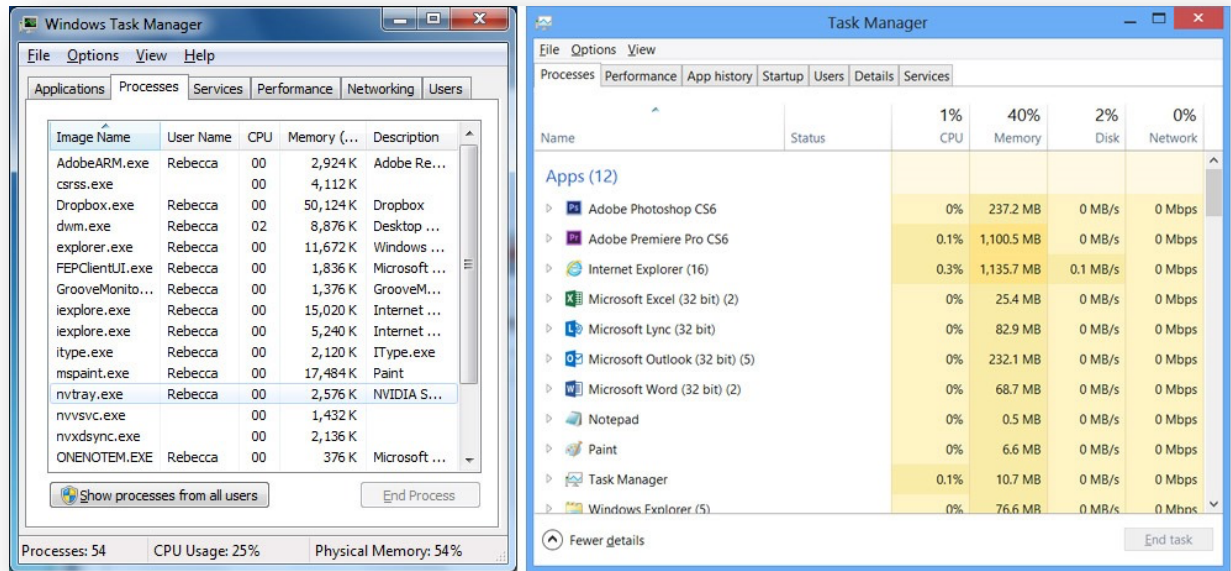 Windows Task Manager
File Options View Help
Applications Processes Services Performance Networking Users
Image Name User Name CPU Memory (... Description
AdobeARM.exe Rebecca 00 2,924 K Adobe Re...
csrss.exe 00 4,112 K
Dropbox.exe Rebecca 00 50,124 K Dropbox
dwm.exe Rebecca 02 8,876 K Desktop ...
explorer.exe Rebecca 00 11,672 K Windows ...
FEPClientUI.exe Rebecca 00 1,836 K Microsoft ...
GrooveMonito... Rebecca 00 1,376 K GrooveM...
iexplore.exe Rebecca 00 15,020 K Internet ...
iexplore.exe Rebecca 00 5,240 K Internet ...
itype.exe Rebecca 00 2,120 K IType.exe
mspaint.exe Rebecca 00 17,484 K Paint
nvtray.exe Rebecca 00 2,576 K NVIDIA S...
nvvsvc.exe 00 1,432 K
nvxdsync.exe 00 2,136 K
ONENOTEM.EXE Rebecca 00 376 K Microsoft ...
Show processes from all users End Process
Processes: 54 CPU Usage: 25% Physical Memory: 54%
Task Manager
File Options View
Processes Performance App history Startup Users Details Services
1% 40% 2% 0%
Name Status CPU Memory Disk Network
Apps (12)
Ps Adobe Photoshop CS6 0% 237.2 MB 0 MB/s 0 Mbps
Pr Adobe Premiere Pro CS6 0.1% 1,100.5 MB 0 MB/s 0 Mbps
Internet Explorer (16) 0.3% 1,135.7 MB 0.1 MB/s 0 Mbps
Microsoft Excel (32 bit) (2) 0% 25.4 MB 0 MB/s 0 Mbps
Microsoft Lync (32 bit) 0% 82.9 MB 0 MB/s 0 Mbps
Microsoft Outlook (32 bit) (5) 0% 232.1 MB 0 MB/s 0 Mbps
Microsoft Word (32 bit) (2) 0% 68.7 MB 0 MB/s 0 Mbps
Notepad 0% 0.5 MB 0 MB/s 0 Mbps
Paint 0% 6.6 MB 0 MB/s 0 Mbps
Task Manager 0.1% 10.7 MB 0 MB/s 0 Mbps
Windows Explorer (5) 0% 76.6 MB 0 MB/s 0 Mbps
Fewer details End task